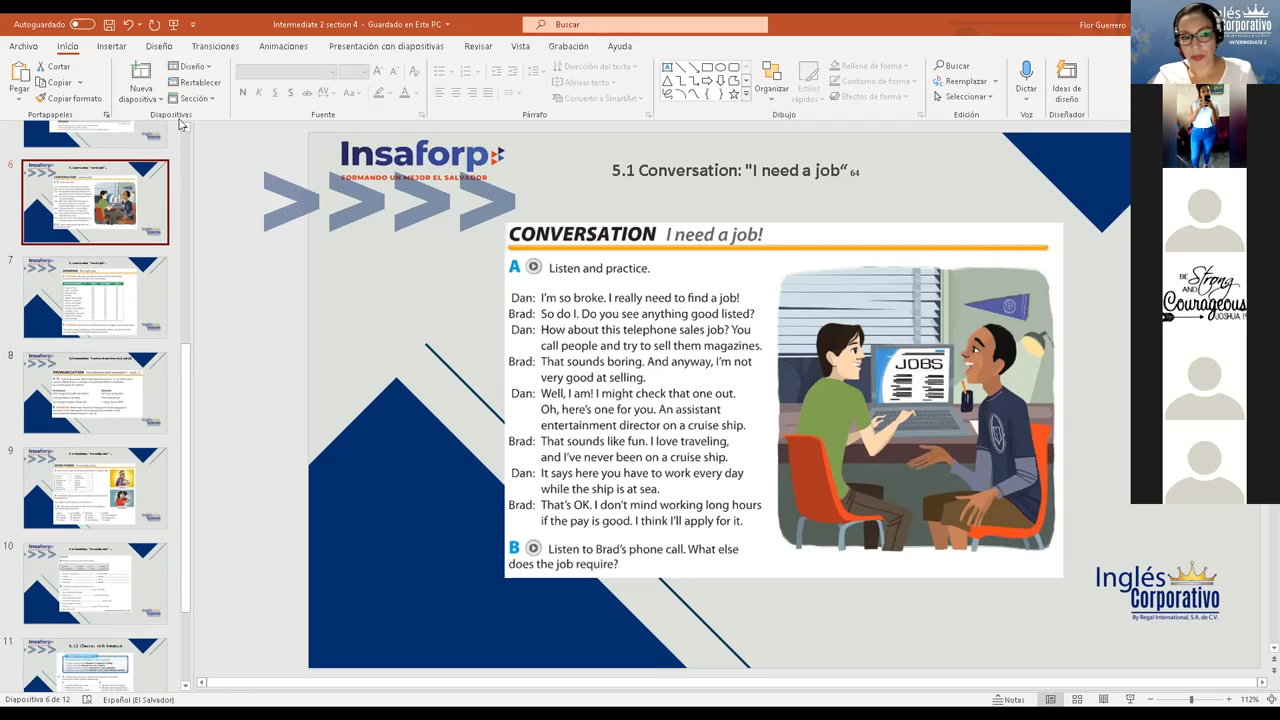 Autoguardado
Intermediate 2 section 4 • Guardado en Este PC
Buscar
Flor Guerrero
Archivo Inicio Insertar Diseño Transiciones Animaciones Presentación con diapositivas Revisar Vista Grabación Ayuda
Pegar
Cortar
Copiar
Copiar formato
Portapapeles
Nueva diapositiva
Diseño
Restablecer
Sección
Diapositivas
N K S
Fuente
Párrafo
Dirección del texto
Alinear texto
Convertir a SmartArt
Organizar
Estilos rápidos
Relleno de forma
Contorno de forma
Efectos de forma
Dibujo
Buscar
Reemplazar
Seleccionar
Edición
Dictar
Voz
Ideas de diseño
Diseñador
6
7
8
9
10
11
Insaforp
FORMANDO UN MEJOR EL SALVADOR
5.1 Conversation: "I need a job“ 64
CONVERSATION I need a job!
A Listen and practice.
Dan: I'm so broke. I really need to find a job!
Brad: So do I. Do you see anything good listed?
Dan: How about this telephone sales job? You
call people and try to sell them magazines.
Brad: That sounds boring. And anyway, I'm not
very good at selling.
Dan: Well, I am! I might check that one out.
Oh, here's one for you. An assistant
entertainment director on a cruise ship.
Brad: That sounds like fun. I love traveling,
and I've never been on a cruise ship.
Dan: It says here you have to work every day
while the ship is at sea.
Brad: That's OK. I don't mind working long hours
if the pay is good. I think I'll apply for it.
B Listen to Brad's phone call. What else
does the job require?
JOBS
Inglés
Corporativo
By Regal International, S.A. de C.V.
Inglés
Corporativo
INTERMEDIATE 2
BE
Strong
AND
Courageous
JOSHUA 1:9
Diapositiva 6 de 12
Español (El Salvador)
Notas
112%